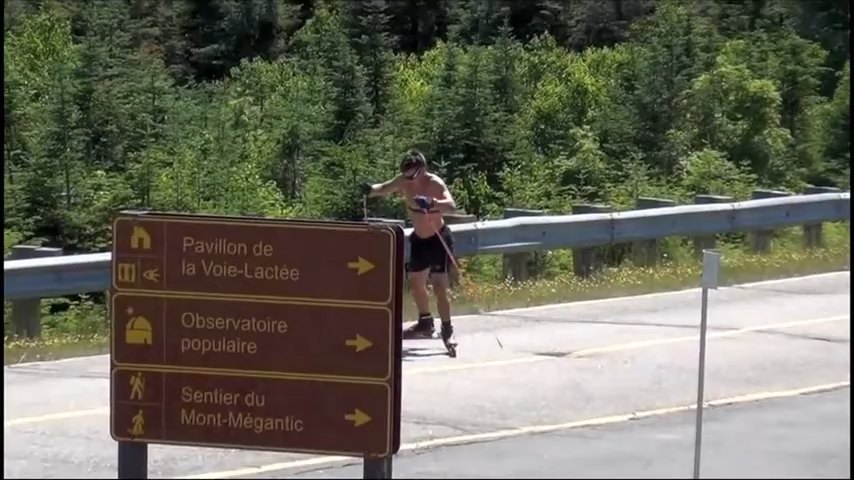 Pavillon de
la Voie-Lactée
Observatoire
populaire
Sentier du
Mont-Mégantic